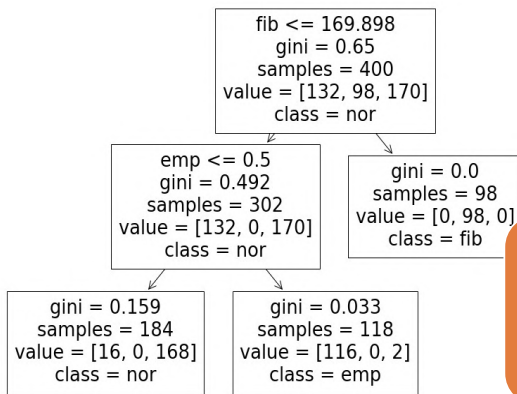 fib <= 169.898
gini = 0.65
samples = 400
value = [132, 98, 170]
class = nor
emp <= 0.5
gini = 0.492
samples = 302
value = [132, 0, 170]
class = nor
gini = 0.0
samples = 98
value = [0, 98, 0]
class = fib
gini = 0.159
samples = 184
value = [16, 0, 168]
class = nor
gini = 0.033
samples = 118
value = [116, 0, 2]
class = emp